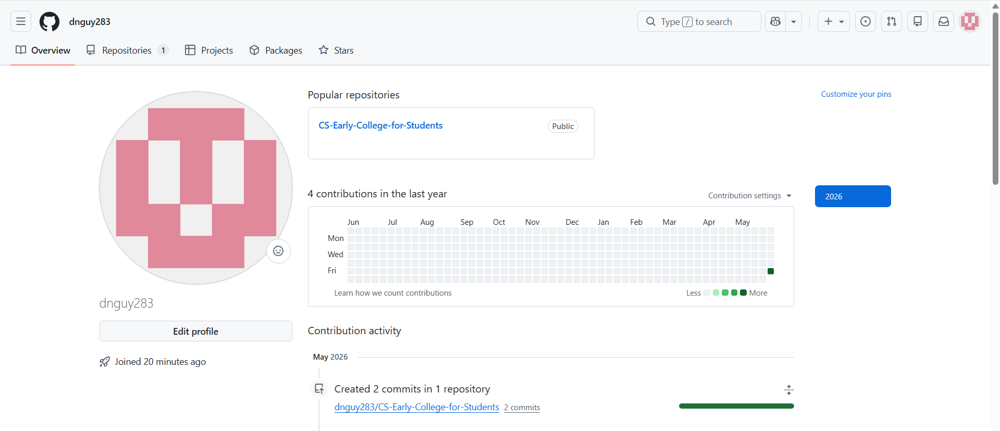 dnguy283
Type / to search
Overview
Repositories 1
Projects
Packages
Stars
Popular repositories
Customize your pins
CS-Early-College-for-Students
Public
4 contributions in the last year
Contribution settings
2026
Jun Jul Aug Sep Oct Nov Dec Jan Feb Mar Apr May
Mon
Wed
Fri
Learn how we count contributions
Less More
dnguy283
Edit profile
Joined 20 minutes ago
Contribution activity
May 2026
Created 2 commits in 1 repository
dnguy283/CS-Early-College-for-Students 2 commits